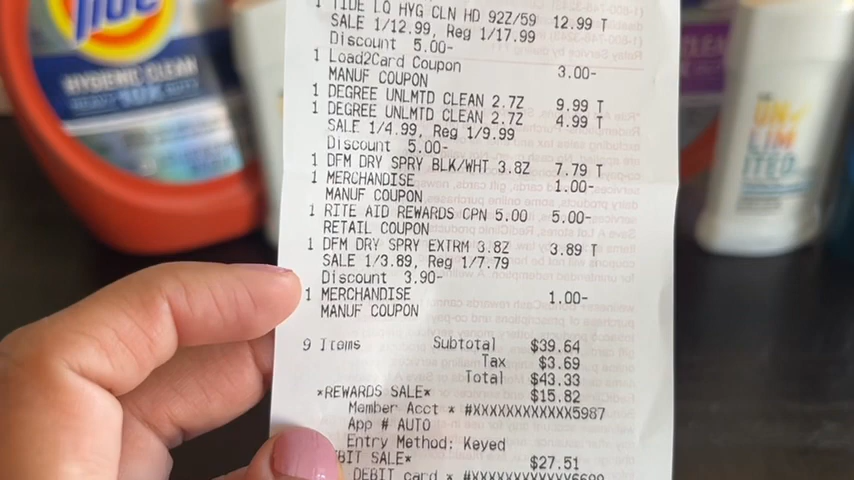 tide
HYGIENIC CLEAN
1 TIDE LQ HYG CLN HD 92Z/59 12.99 T
SALE 1/12.99, Reg 1/17.99
Discount 5.00-
1 Load2Card Coupon 3.00-
MANUF COUPON
1 DEGREE UNLMTD CLEAN 2.7Z 9.99 T
1 DEGREE UNLMTD CLEAN 2.7Z 4.99 T
SALE 1/4.99, Reg 1/9.99
Discount 5.00-
1 DFM DRY SPRY BLK/WHT 3.8Z 7.79 T
1 MERCHANDISE 1.00-
MANUF COUPON
1 RITE AID REWARDS CPN 5.00 5.00-
RETAIL COUPON
1 DFM DRY SPRY EXTRM 3.8Z 3.89 T
SALE 1/3.89, Reg 1/7.79
Discount 3.90-
1 MERCHANDISE 1.00-
MANUF COUPON
9 Items Subtotal $39.64
Tax $3.69
Total $43.33
*REWARDS SALE* $15.82
Member Acct * #XXXXXXXXXXXX5987
App # AUTO
Entry Method: Keyed
BIT SALE* $27.51
DEBIT card *
UN-
LIM
ITED